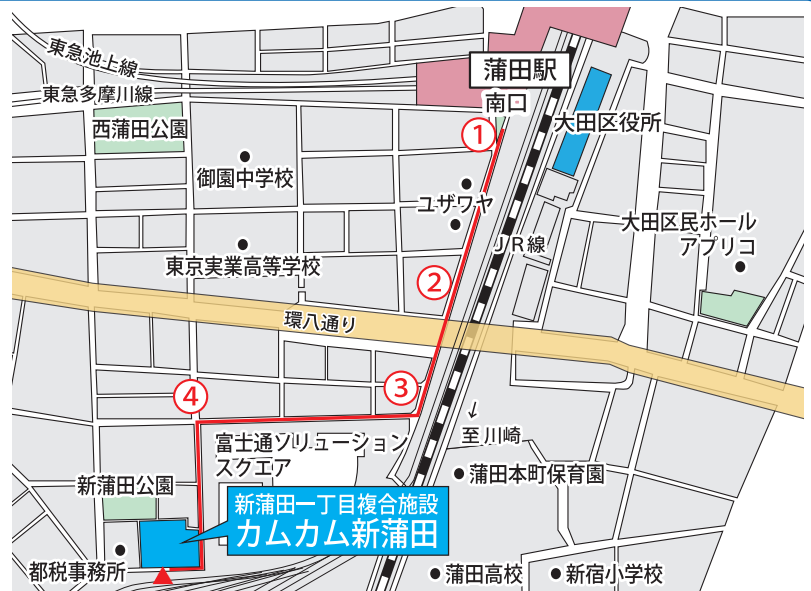 東急池上線
東急多摩川線
蒲田駅
南口
①
大田区役所
西蒲田公園
御園中学校
ユザワヤ
大田区民ホール
アプリコ
JR線
東京実業高等学校
②
環八通り
③
④
↓
至川崎
富士通ソリューション
スクエア
蒲田本町保育園
新蒲田公園
新蒲田一丁目複合施設
カムカム新蒲田
都税事務所
蒲田高校
新宿小学校